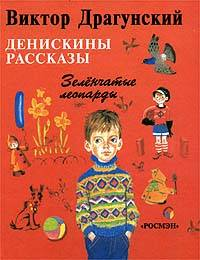 Виктор Драгунский
ДЕНИСКИНЫ
РАССКАЗЫ
Зелёнчатые
леопарды
«РОСМЭН»